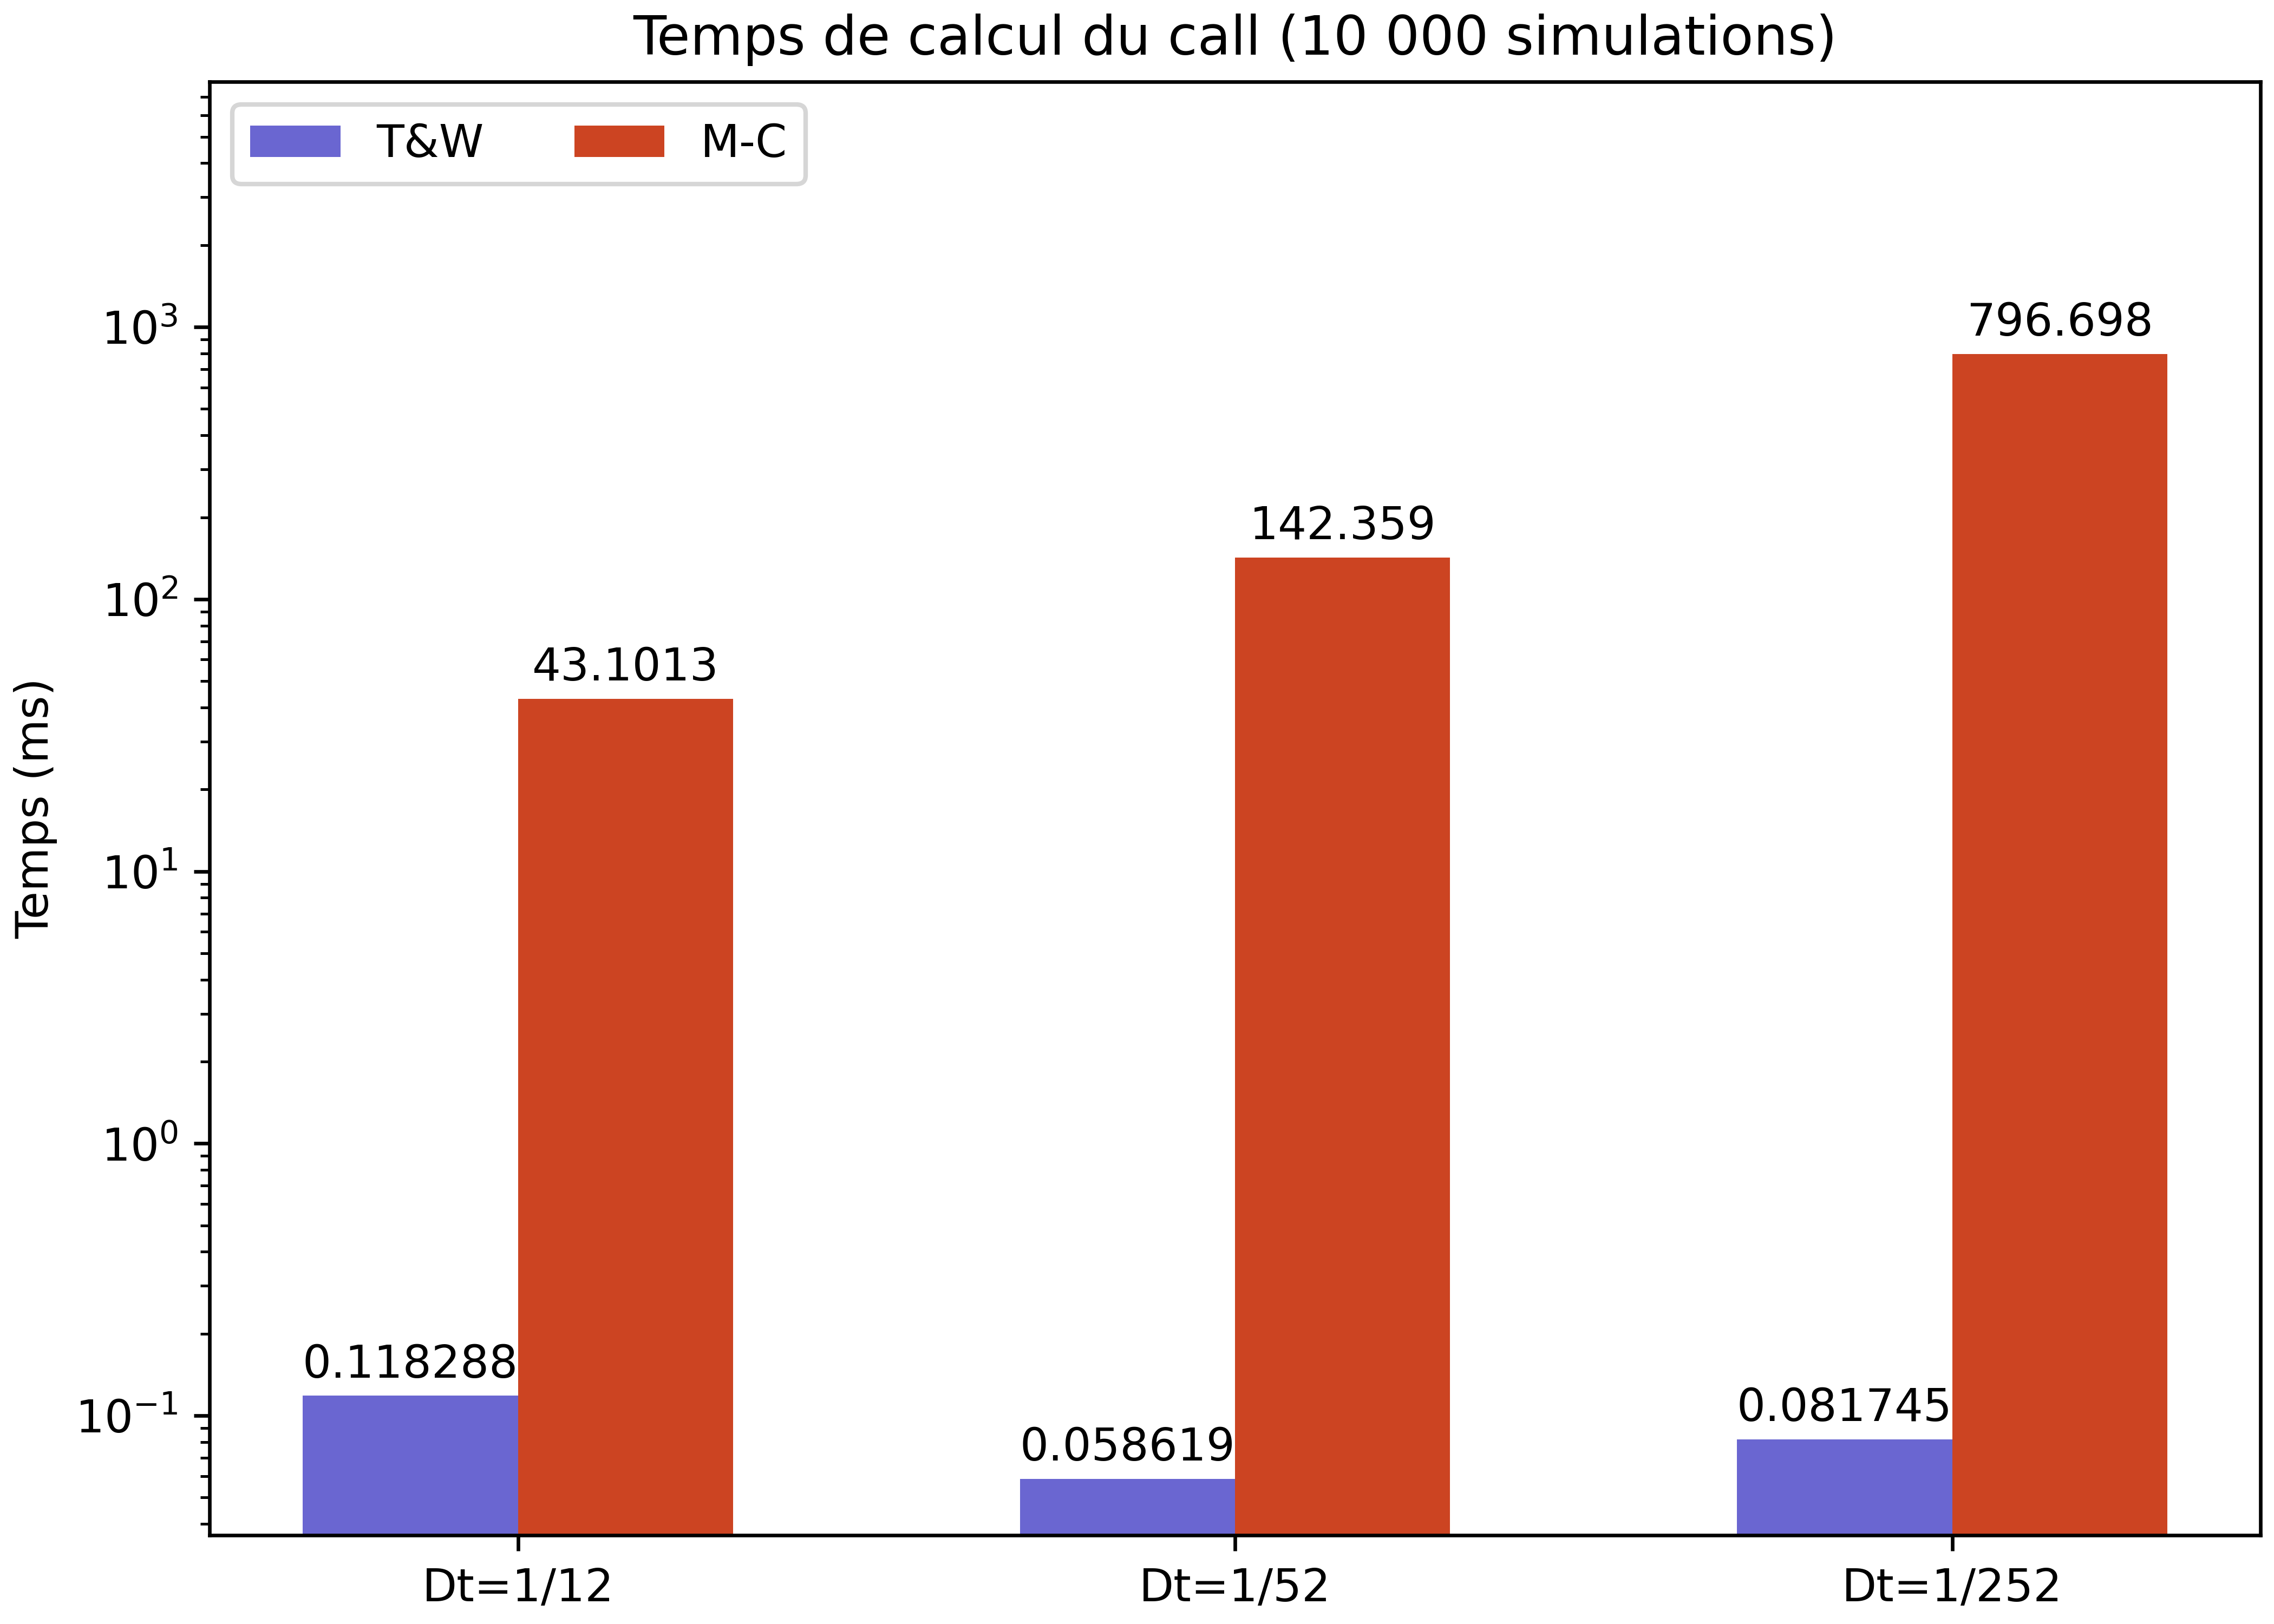 Temps de calcul du call (10 000 simulations)
T&W M-C
Temps (ms)
10³
10²
10¹
10⁰
10⁻¹
796.698
142.359
43.1013
0.118288
0.081745
0.058619
Dt=1/12 Dt=1/52 Dt=1/252